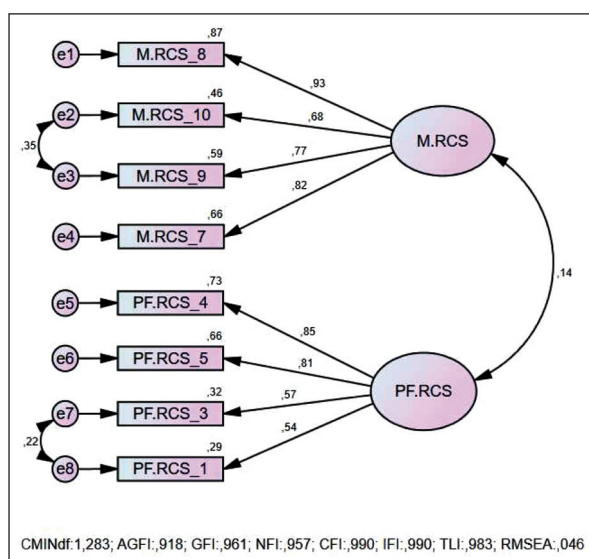 ,87
e1 M.RCS_8
,93
,46
e2 M.RCS_10
,68
M.RCS
,35
,59
e3 M.RCS_9
,77
,82
,66
e4 M.RCS_7
,14
,73
e5 PF.RCS_4
,85
,66
e6 PF.RCS_5
,81
PF.RCS
,32
e7 PF.RCS_3
,57
,22
,54
,29
e8 PF.RCS_1
CMINdf:1,283; AGFI:,918; GFI:,961; NFI:,957; CFI:,990; IFI:,990; TLI:,983; RMSEA:,046